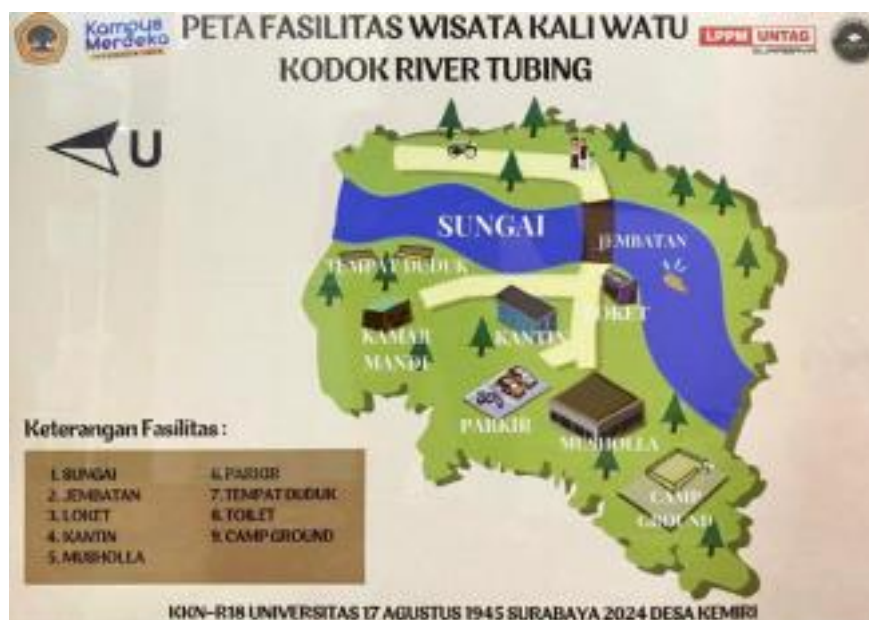 Kampus
Merdeka
PETA FASILITAS WISATA KALI WATU
KODOK RIVER TUBING
LPPM UNTAG
SURABAYA
U
SUNGAI
JEMBATAN
TEMPAT DUDUK
LOKET
KANTIN
KAMAR
MANDI
PARKIR
MUSHOLLA
CAMP
GROUND
Keterangan Fasilitas :
1. SUNGAI
2. JEMBATAN
3. LOKET
4. KANTIN
5. MUSHOLLA
6. PARKIR
7. TEMPAT DUDUK
8. TOILET
9. CAMP GROUND
KKN-R18 UNIVERSITAS 17 AGUSTUS 1945 SURABAYA 2024 DESA KEMIRI